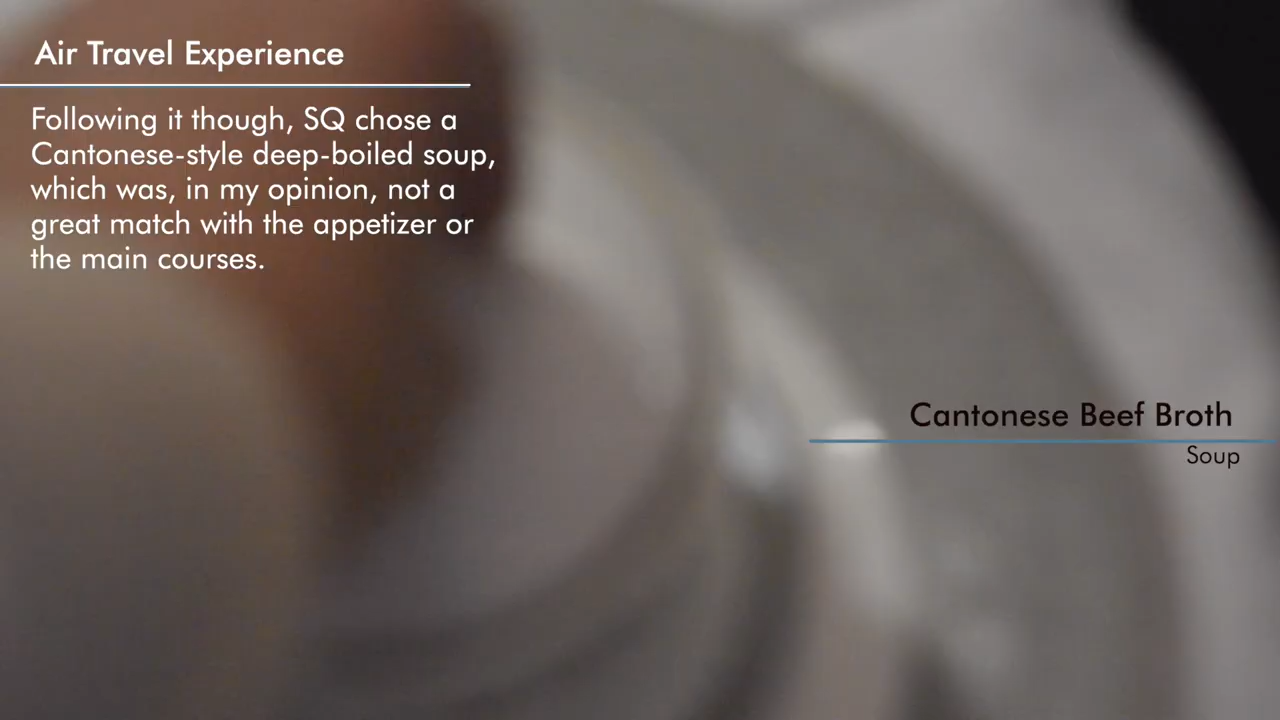 Air Travel Experience
Following it though, SQ chose a
Cantonese-style deep-boiled soup,
which was, in my opinion, not a
great match with the appetizer or
the main courses.
Cantonese Beef Broth
Soup